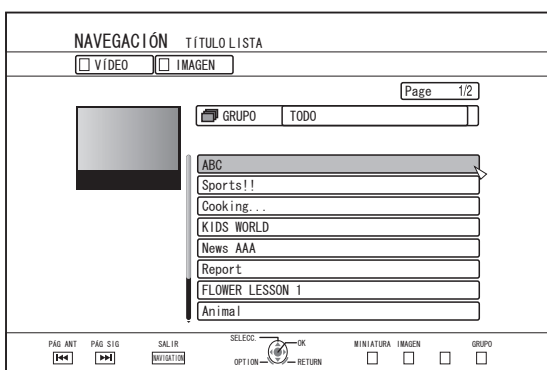 NAVEGACIÓN TÍTULO LISTA
VÍDEO IMAGEN
Page 1/2
GRUPO TODO
ABC
Sports!!
Cooking...
KIDS WORLD
News AAA
Report
FLOWER LESSON 1
Animal
PÁG ANT PÁG SIG SALIR SELECC. OK MINIATURA IMAGEN GRUPO
NAVIGATION OPTION RETURN